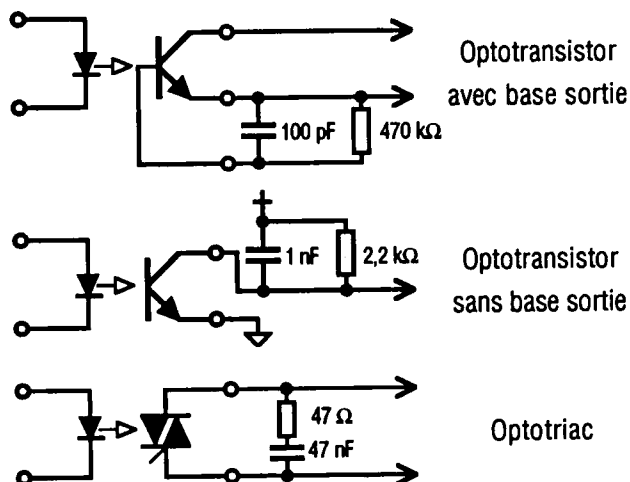 Optotransistor
avec base sortie
100 pF
470 kΩ
1 nF
2,2 kΩ
Optotransistor
sans base sortie
47 Ω
47 nF
Optotriac